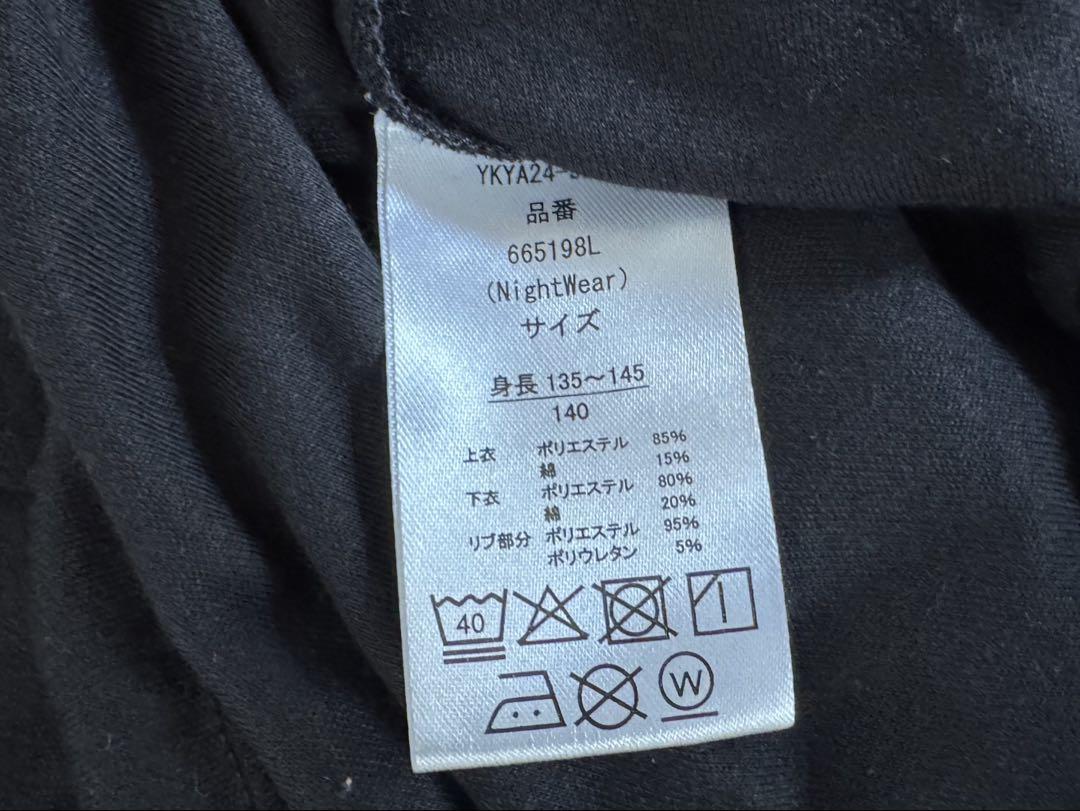 YKYA24-
品番
665198L
(NightWear)
サイズ
身長 135～145
140
上衣 ポリエステル 85%
綿 15%
下衣 ポリエステル 80%
綿 20%
リブ部分 ポリエステル 95%
ポリウレタン 5%
40
W